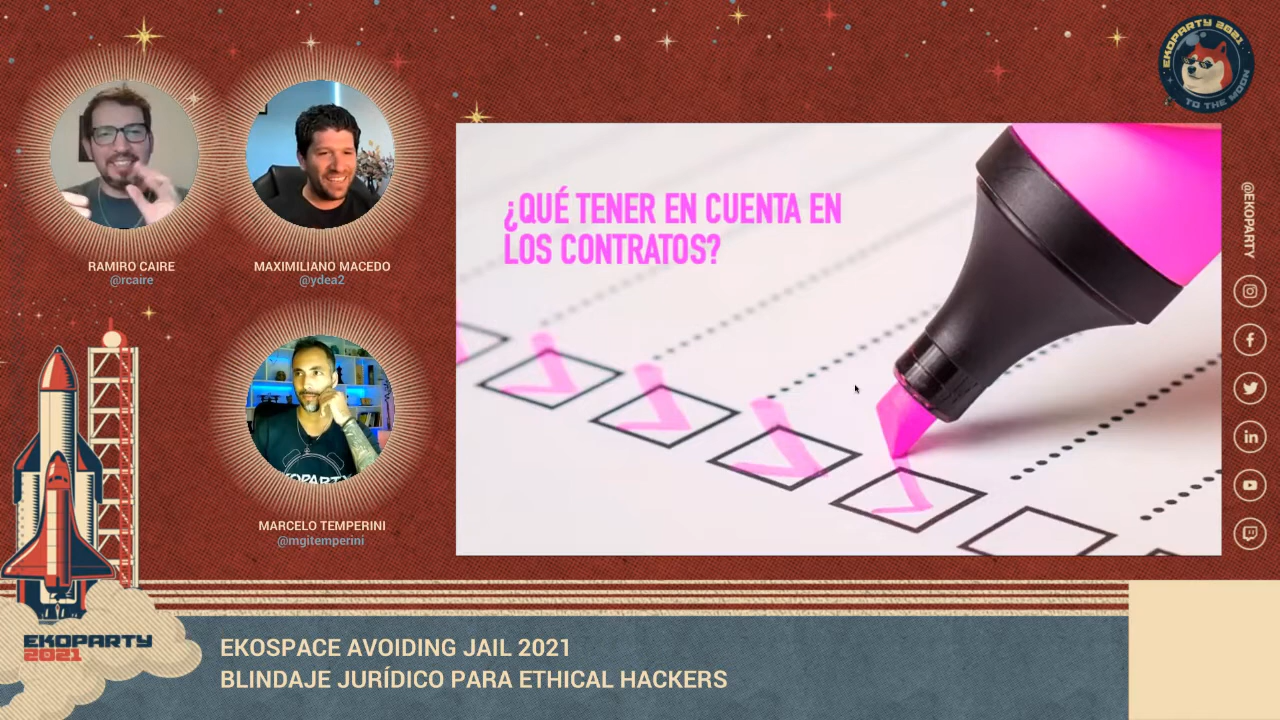 EKOPARTY 2021
TO THE MOON
RAMIRO CAIRE
@rcaire
MAXIMILIANO MACEDO
@ydea2
MARCELO TEMPERINI
@mgitemperini
EKOPARTY
¿QUÉ TENER EN CUENTA EN
LOS CONTRATOS?
@EKOPARTY
EKOPARTY
2021
EKOSPACE AVOIDING JAIL 2021
BLINDAJE JURÍDICO PARA ETHICAL HACKERS